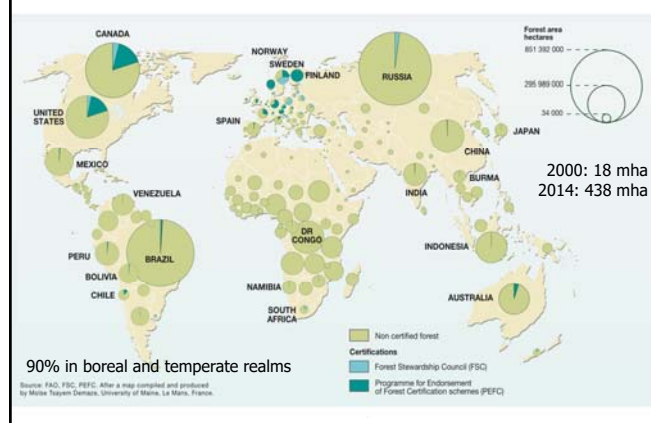 CANADA
NORWAY
SWEDEN
FINLAND
RUSSIA
Forest area
hectares
851 392 000
295 989 000
34 000
UNITED
STATES
SPAIN
JAPAN
CHINA
MEXICO
BURMA
2000: 18 mha
2014: 438 mha
VENEZUELA
INDIA
DR
CONGO
PERU
BRAZIL
INDONESIA
BOLIVIA
CHILE
NAMIBIA
AUSTRALIA
SOUTH
AFRICA
Non certified forest
Certifications
Forest Stewardship Council (FSC)
Programme for Endorsement
of Forest Certification schemes (PEFC)
90% in boreal and temperate realms
Source: FAO, FSC, PEFC. After a map compiled and produced
by Moïse Tsayem Demaze, University of Maine, Le Mans, France.